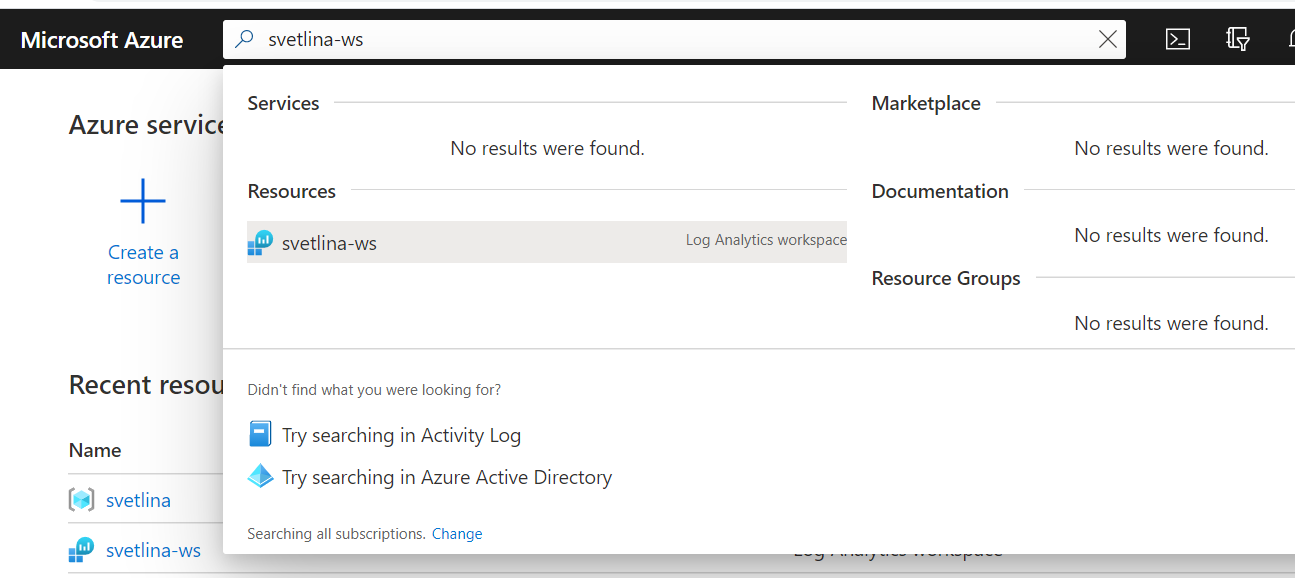 Microsoft Azure
svetlina-ws
Azure service
Create a
resource
Recent resou
Name
svetlina
svetlina-ws
Services
No results were found.
Resources
svetlina-ws
Log Analytics workspace
Marketplace
No results were found.
Documentation
No results were found.
Resource Groups
No results were found.
Didn't find what you were looking for?
Try searching in Activity Log
Try searching in Azure Active Directory
Searching all subscriptions. Change
Log Analytics workspace